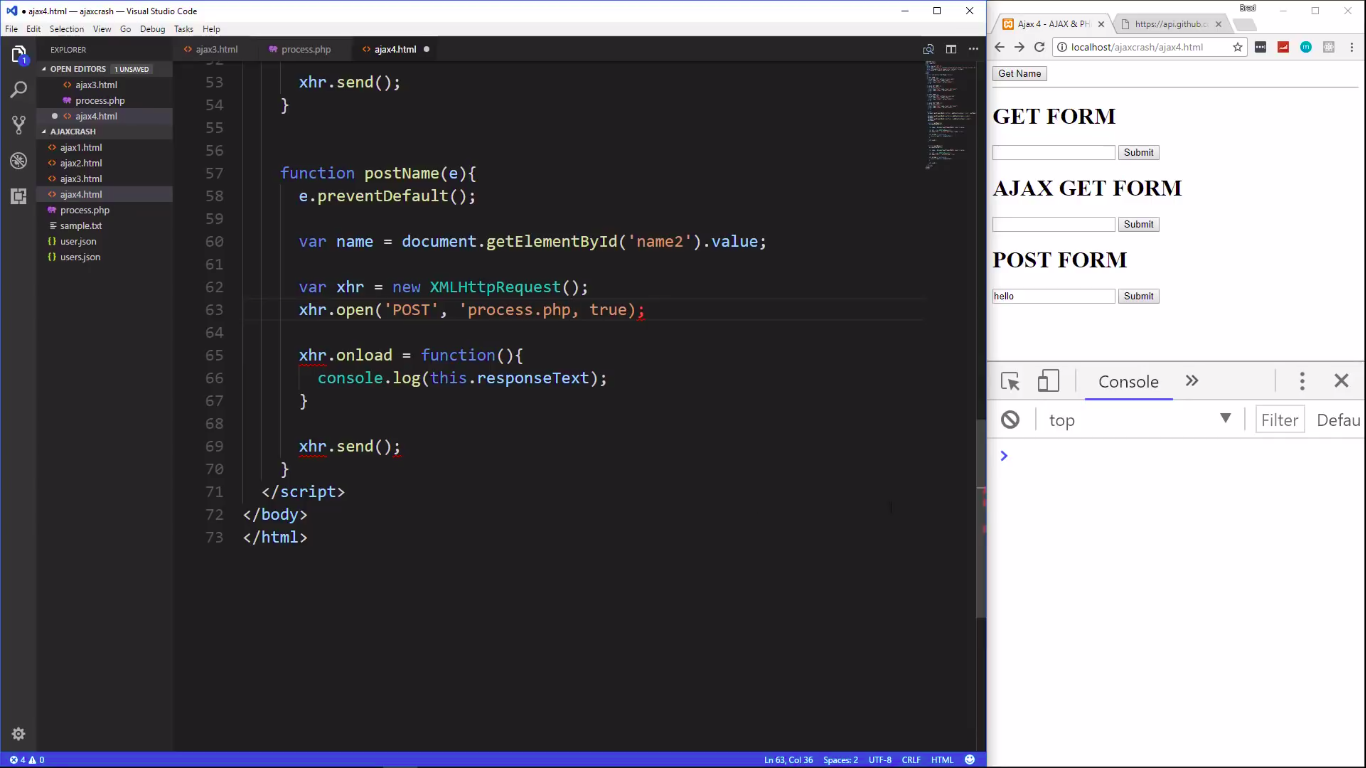 ● ajax4.html — ajaxcrash — Visual Studio Code
File Edit Selection View Go Debug Tasks Help
EXPLORER
OPEN EDITORS 1 UNSAVED
ajax3.html
process.php
● ajax4.html
AJAXCRASH
ajax1.html
ajax2.html
ajax3.html
ajax4.html
process.php
sample.txt
user.json
users.json
1
ajax3.html process.php ajax4.html ●
53 xhr.send();
54 }
55
56
57 function postName(e){
58 e.preventDefault();
59
60 var name = document.getElementById('name2').value;
61
62 var xhr = new XMLHttpRequest();
63 xhr.open('POST', 'process.php, true);
64
65 xhr.onload = function(){
66 console.log(this.responseText);
67 }
68
69 xhr.send();
70 }
71 </script>
72 </body>
73 </html>
4 0
Ln 63, Col 36 Spaces: 2 UTF-8 CRLF HTML
Brad
Ajax 4 - AJAX & PH https://api.github.c
localhost/ajaxcrash/ajax4.html
Get Name
GET FORM
Submit
AJAX GET FORM
Submit
POST FORM
hello Submit
Console
top Filter Defau